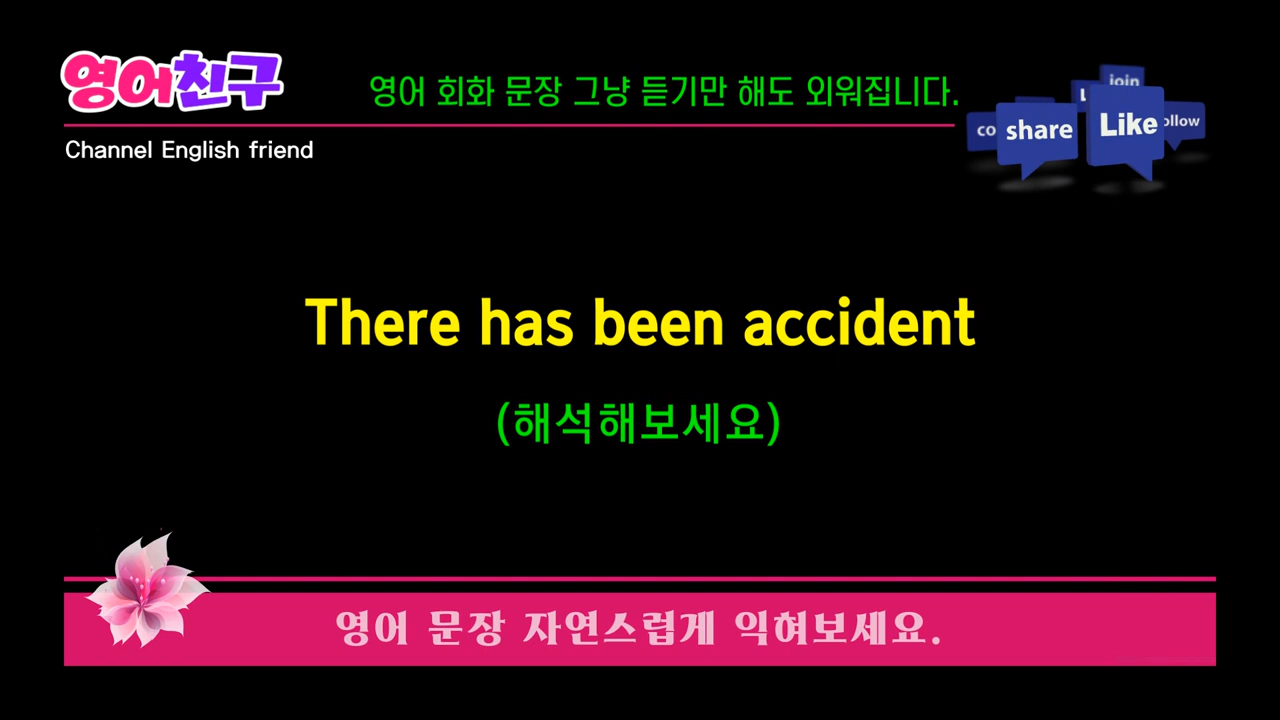 영어친구
영어 회화 문장 그냥 듣기만 해도 외워집니다.
Channel English friend
join
co
share
Like
ollow
There has been accident
(해석해보세요)
영어 문장 자연스럽게 익혀보세요.